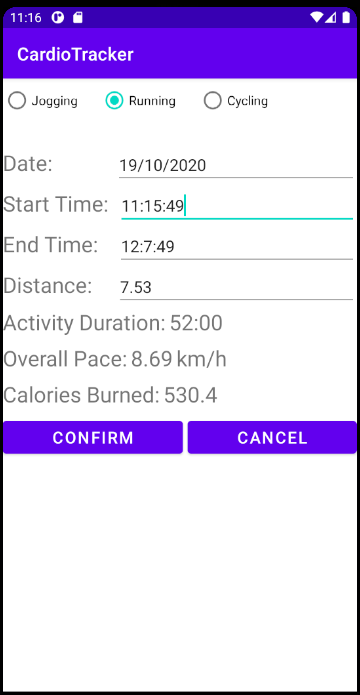 11:16
CardioTracker
Jogging Running Cycling
Date: 19/10/2020
Start Time: 11:15:49
End Time: 12:7:49
Distance: 7.53
Activity Duration: 52:00
Overall Pace: 8.69 km/h
Calories Burned: 530.4
CONFIRM CANCEL